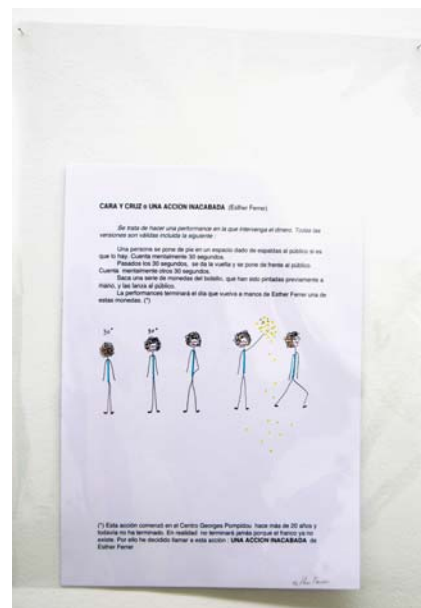 CARA Y CRUZ o UNA ACCION INACABADA (Esther Ferrer)
Se trata de hacer una performance en la que intervenga el dinero. Todas las
versiones son válidas incluida la siguiente :
Una persona se pone de pie en un espacio dado de espaldas al público si es
que lo hay. Cuenta mentalmente 30 segundos.
Pasados los 30 segundos, se da la vuelta y se pone de frente al público.
Cuenta mentalmente otros 30 segundos.
Saca una serie de monedas del bolsillo, que han sido pintadas previamente a
mano, y las lanza al público.
La performances terminará el día que vuelva a manos de Esther Ferrer una de
estas monedas. (*)
30" 30"
(*) Esta acción comenzó en el Centro Georges Pompidou hace más de 20 años y
todavía no ha terminado. En realidad no terminará jamás porque el franco ya no
existe. Por ello he decidido llamar a esta acción : UNA ACCION INACABADA de
Esther Ferrer